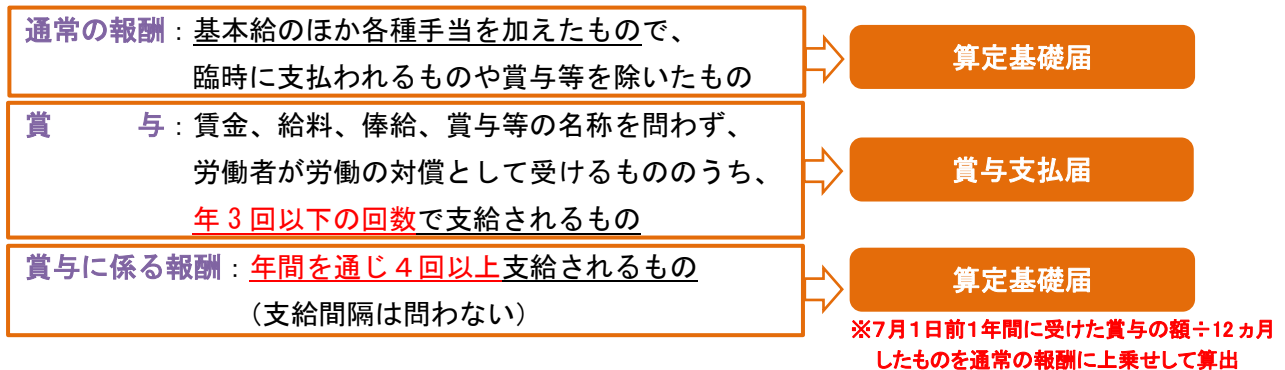 通常の報酬：基本給のほか各種手当を加えたもので、
臨時に支払われるものや賞与等を除いたもの
算定基礎届
賞　　与：賃金、給料、俸給、賞与等の名称を問わず、
労働者が労働の対償として受けるもののうち、
年３回以下の回数で支給されるもの
賞与支払届
賞与に係る報酬：年間を通じ４回以上支給されるもの
（支給間隔は問わない）
算定基礎届
※７月１日前１年間に受けた賞与の額÷12ヵ月
したものを通常の報酬に上乗せして算出